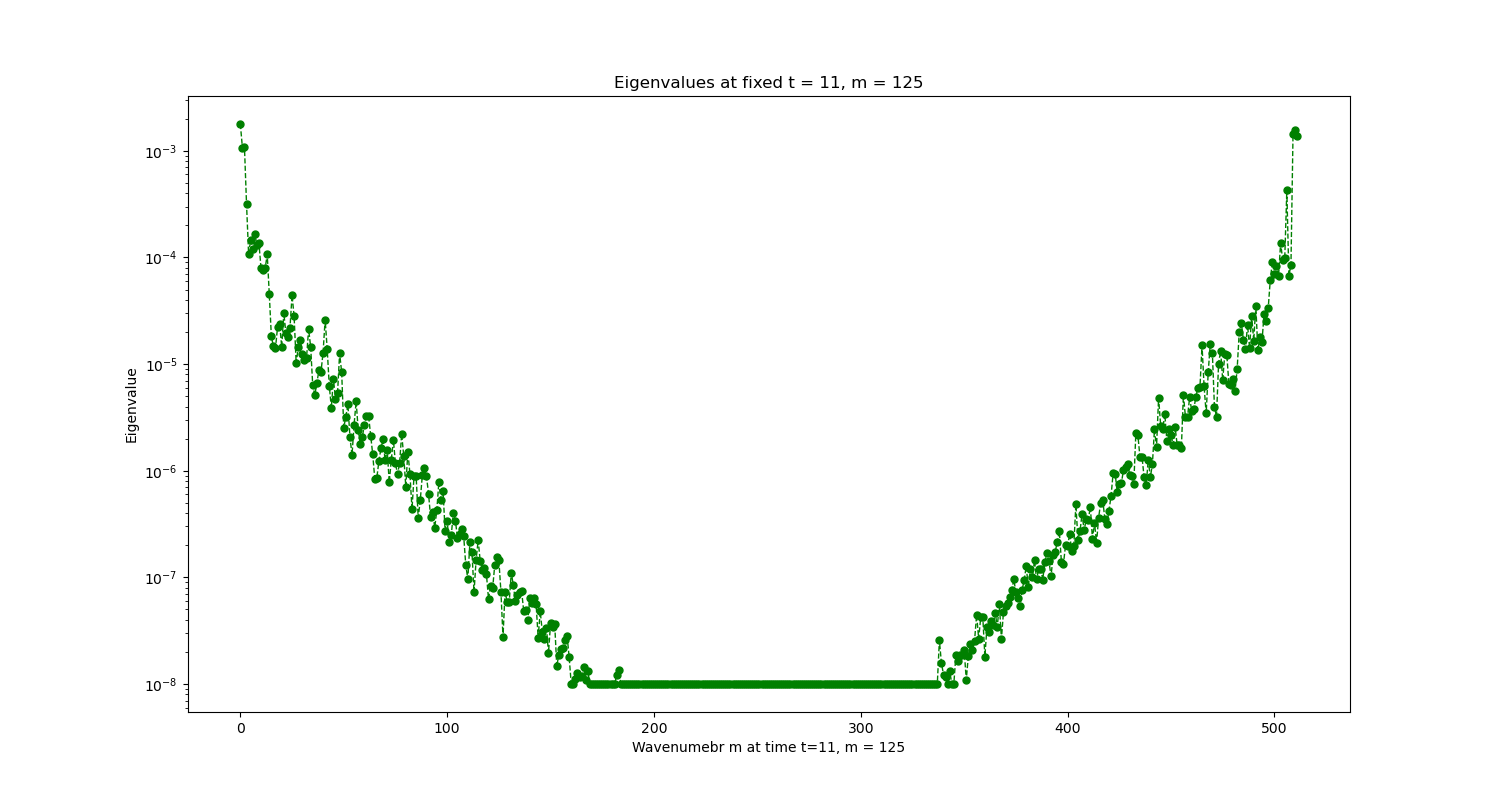 Eigenvalues at fixed t = 11, m = 125
10⁻³
10⁻⁴
10⁻⁵
10⁻⁶
10⁻⁷
10⁻⁸
Eigenvalue
0 100 200 300 400 500
Wavenumebr m at time t=11, m = 125